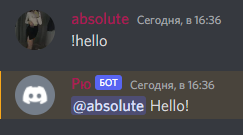 absolute Сегодня, в 16:36
!hello
Pio БОТ Сегодня, в 16:36
@absolute Hello!